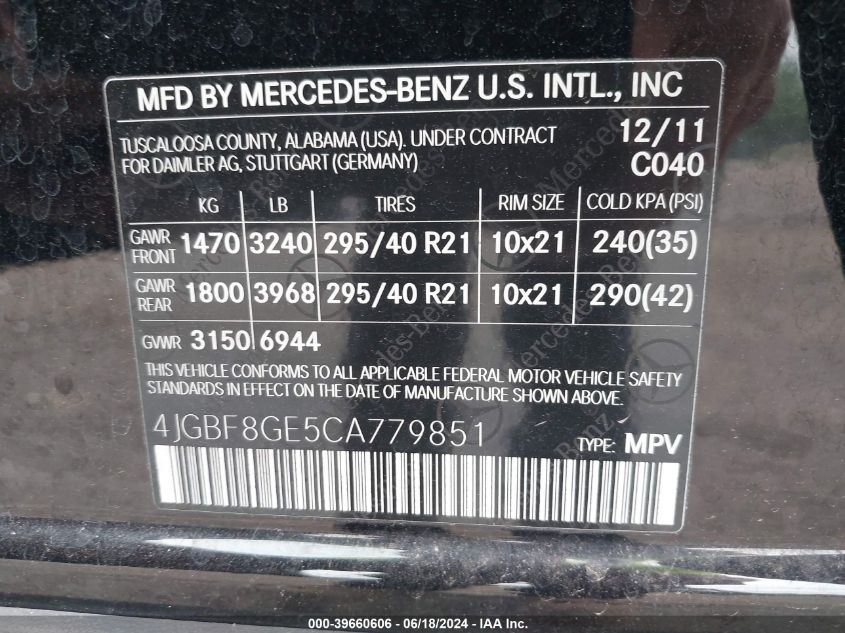 MFD BY MERCEDES-BENZ U.S. INTL., INC
TUSCALOOSA COUNTY, ALABAMA (USA). UNDER CONTRACT 12/11
FOR DAIMLER AG, STUTTGART (GERMANY) C040
KG LB TIRES RIM SIZE COLD KPA (PSI)
GAWR FRONT 1470 3240 295/40 R21 10x21 240(35)
GAWR REAR 1800 3968 295/40 R21 10x21 290(42)
GVWR 3150 6944
THIS VEHICLE CONFORMS TO ALL APPLICABLE FEDERAL MOTOR VEHICLE SAFETY
STANDARDS IN EFFECT ON THE DATE OF MANUFACTURE SHOWN ABOVE.
4JGBF8GE5CA779851 TYPE: MPV
000-39660606 - 06/18/2024 - IAAI.COM